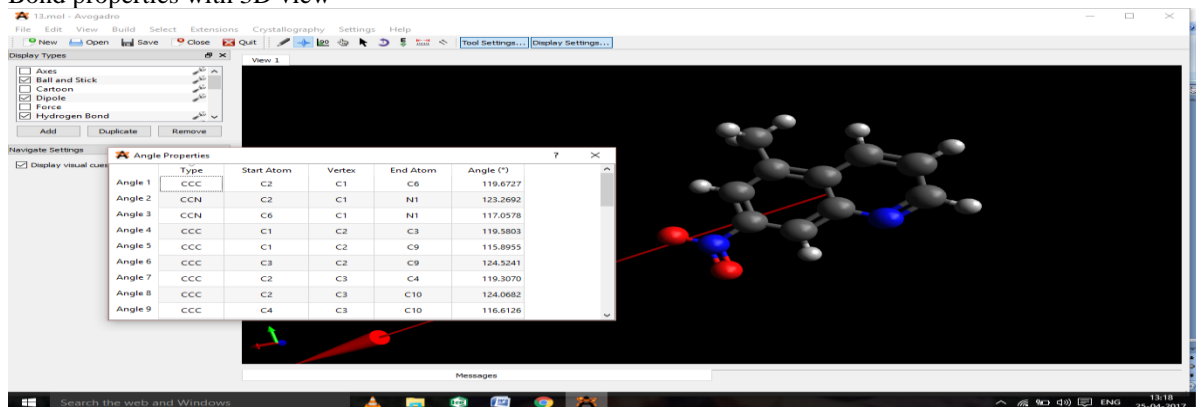 Bond properties with 3D view
13.mol - Avogadro
File Edit View Build Select Extensions Crystallography Settings Help
New Open Save Close Quit Tool Settings... Display Settings...
Display Types
View 1
Axes
Ball and Stick
Cartoon
Dipole
Force
Hydrogen Bond
Add Duplicate Remove
Navigate Settings
Display visual cues
Angle Properties ? ×
Type Start Atom Vertex End Atom Angle (°)
Angle 1 CCC C2 C1 C6 119.6727
Angle 2 CCN C2 C1 N1 123.2692
Angle 3 CCN C6 C1 N1 117.0578
Angle 4 CCC C1 C2 C3 119.5803
Angle 5 CCC C1 C2 C9 115.8955
Angle 6 CCC C3 C2 C9 124.5241
Angle 7 CCC C2 C3 C4 119.3070
Angle 8 CCC C2 C3 C10 124.0682
Angle 9 CCC C4 C3 C10 116.6126
Messages
Search the web and Windows
ENG
13:18
25-04-2017